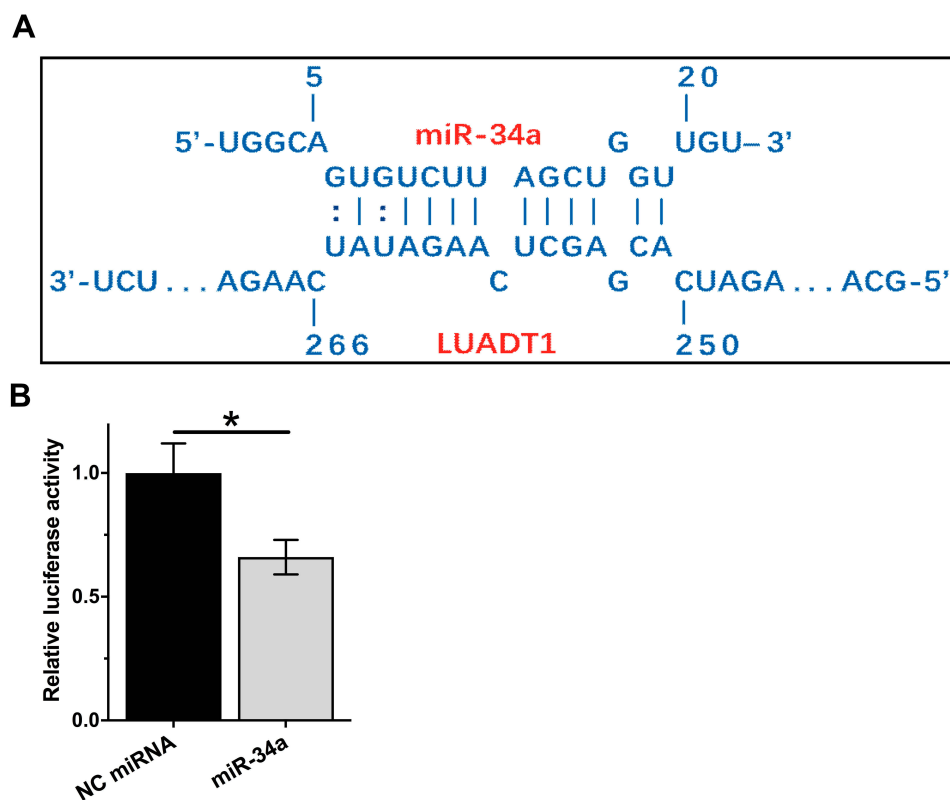 A
5 20
5’-UGGCA miR-34a G UGU–3’
GUGUCUU AGCU GU
: | : | | | | | | | | | |
UAUAGAA UCGA CA
3’-UCU...AGAAC C G CUAGA...ACG-5’
266 LUADT1 250
B
*
Relative luciferase activity
1.0
0.5
0.0
NC miRNA
miR-34a